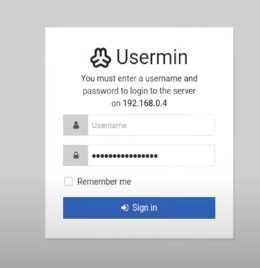 Usermin
You must enter a username and
password to login to the server
on 192.168.0.4
Username
••••••••••••••••
Remember me
Sign in